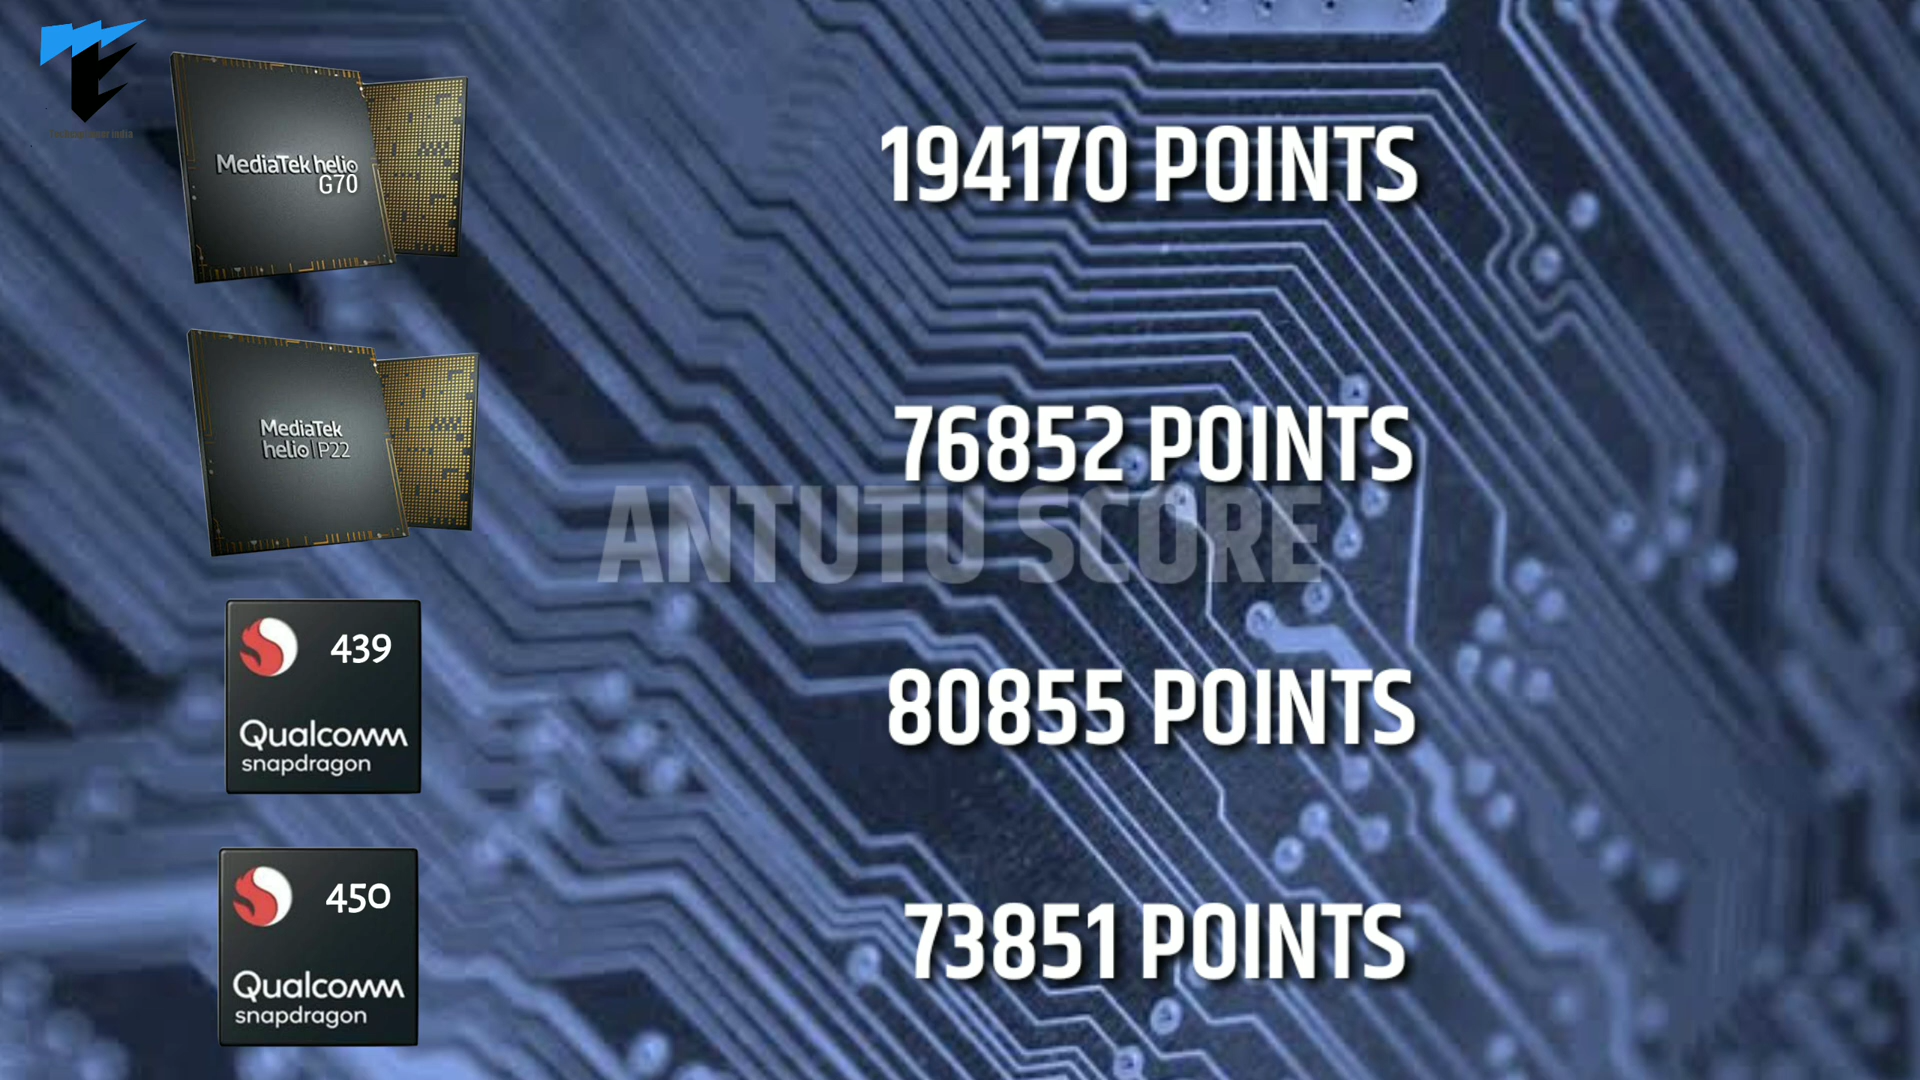 MediaTek helio
G70
194170 POINTS
MediaTek
helio P22
76852 POINTS
ANTUTU SCORE
439
Qualcomm
snapdragon
80855 POINTS
450
Qualcomm
snapdragon
73851 POINTS